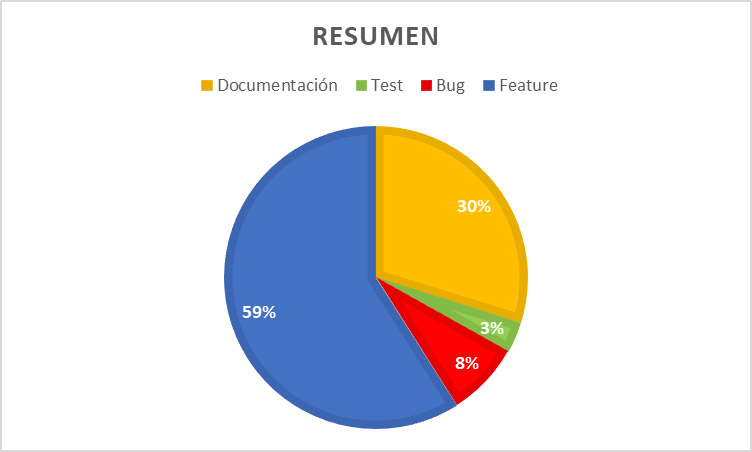 RESUMEN
Documentación Test Bug Feature
30%
3%
8%
59%